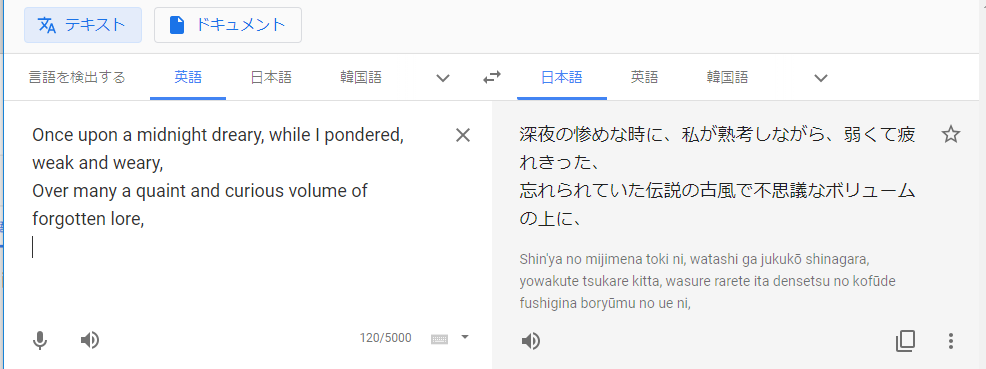 テキスト
ドキュメント
言語を検出する 英語 日本語 韓国語
日本語 英語 韓国語
Once upon a midnight dreary, while I pondered,
weak and weary,
Over many a quaint and curious volume of
forgotten lore,
120/5000
深夜の惨めな時に、私が熟考しながら、弱くて疲
れきった、
忘れられていた伝説の古風で不思議なボリューム
の上に、
Shin'ya no mijimena toki ni, watashi ga jukukō shinagara,
yowakute tsukare kitta, wasure rarete ita densetsu no kofūde
fushigina boryūmu no ue ni,